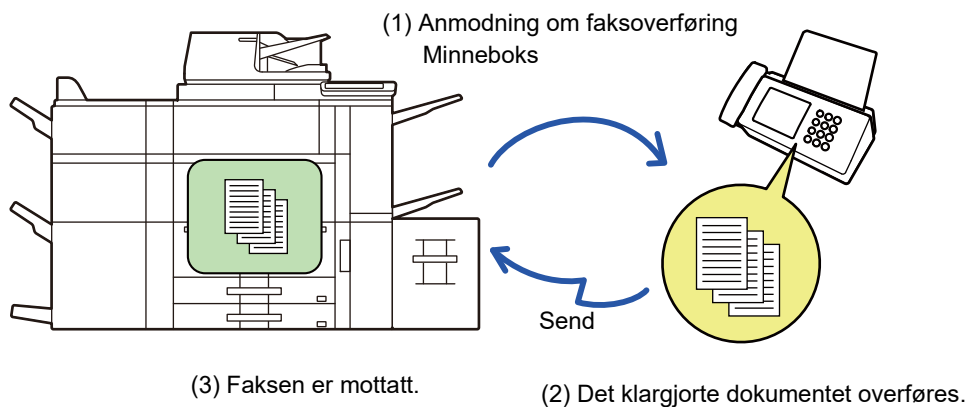 (1) Anmodning om faksoverføring
Minneboks
Send
(3) Faksen er mottatt.
(2) Det klargjorte dokumentet overføres.